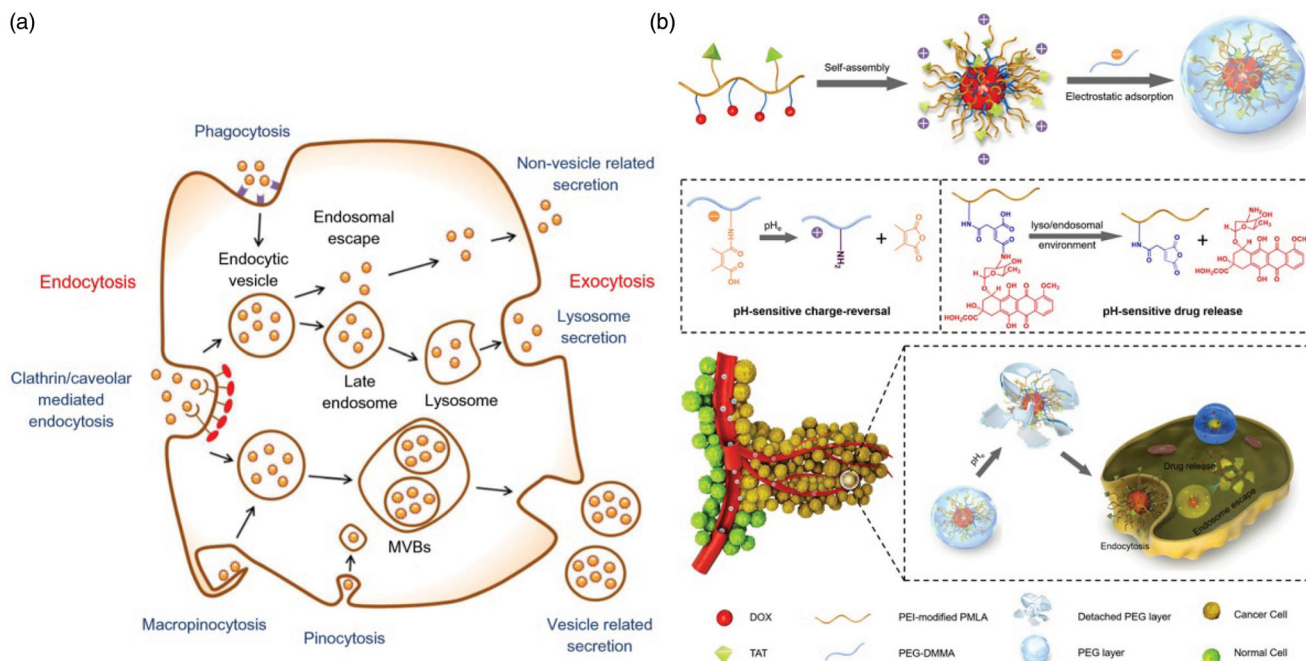 (a)
Phagocytosis
Non-vesicle related
secretion
Endosomal
escape
Endocytic
vesicle
Endocytosis
Exocytosis
Lysosome
secretion
Clathrin/caveolar
mediated
endocytosis
Late
endosome
Lysosome
MVBs
Macropinocytosis
Pinocytosis
Vesicle related
secretion
(b)
Self-assembly
Electrostatic adsorption
pHe
NH
O
O
OH
NH2
+
O
O
O
pH-sensitive charge-reversal
lyso/endosomal
environment
+
pH-sensitive drug release
pHe
Drug release
Endosome escape
Endocytosis
DOX
PEI-modified PMLA
Detached PEG layer
Cancer Cell
TAT
PEG-DMMA
PEG layer
Normal Cell